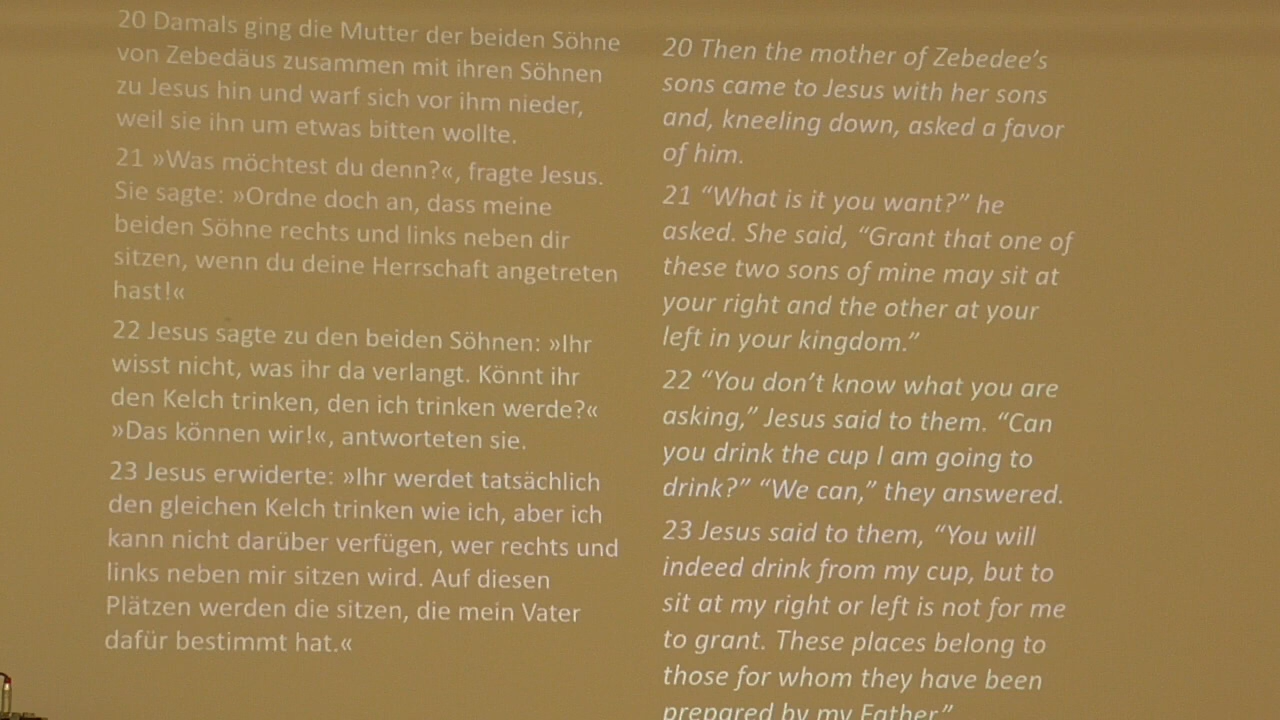 20 Damals ging die Mutter der beiden Söhne
von Zebedäus zusammen mit ihren Söhnen
zu Jesus hin und warf sich vor ihm nieder,
weil sie ihn um etwas bitten wollte.
21 »Was möchtest du denn?«, fragte Jesus.
Sie sagte: »Ordne doch an, dass meine
beiden Söhne rechts und links neben dir
sitzen, wenn du deine Herrschaft angetreten
hast!«
22 Jesus sagte zu den beiden Söhnen: »Ihr
wisst nicht, was ihr da verlangt. Könnt ihr
den Kelch trinken, den ich trinken werde?«
»Das können wir!«, antworteten sie.
23 Jesus erwiderte: »Ihr werdet tatsächlich
den gleichen Kelch trinken wie ich, aber ich
kann nicht darüber verfügen, wer rechts und
links neben mir sitzen wird. Auf diesen
Plätzen werden die sitzen, die mein Vater
dafür bestimmt hat.«
20 Then the mother of Zebedee’s
sons came to Jesus with her sons
and, kneeling down, asked a favor
of him.
21 “What is it you want?” he
asked. She said, “Grant that one of
these two sons of mine may sit at
your right and the other at your
left in your kingdom.”
22 “You don’t know what you are
asking,” Jesus said to them. “Can
you drink the cup I am going to
drink?” “We can,” they answered.
23 Jesus said to them, “You will
indeed drink from my cup, but to
sit at my right or left is not for me
to grant. These places belong to
those for whom they have been
prepared by my Father.”